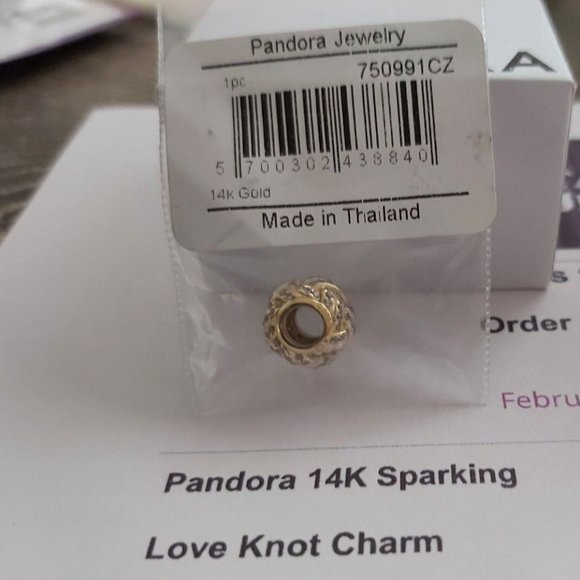 Pandora Jewelry
1pc 750991CZ
5 700302 438840
14k Gold
Made in Thailand
A
Order
Febru
Pandora 14K Sparking
Love Knot Charm